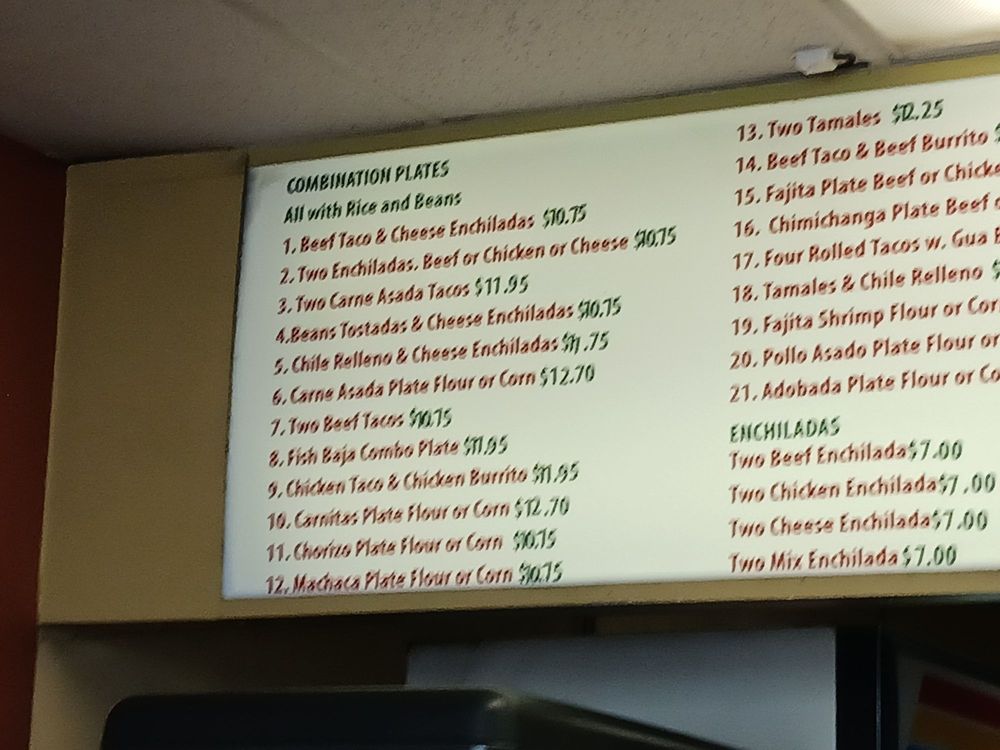 COMBINATION PLATES
All with Rice and Beans
1. Beef Taco & Cheese Enchiladas $10.75
2. Two Enchiladas. Beef or Chicken or Cheese $10.75
3. Two Carne Asada Tacos $11.95
4.Beans Tostadas & Cheese Enchiladas $10.75
5. Chile Relleno & Cheese Enchiladas $11.75
6. Carne Asada Plate Flour or Corn $12.70
7. Two Beef Tacos $10.75
8. Fish Baja Combo Plate $11.95
9. Chicken Taco & Chicken Burrito $11.95
10. Carnitas Plate Flour or Corn $12.70
11. Chorizo Plate Flour or Corn $10.75
12. Machaca Plate Flour or Corn $10.75
13. Two Tamales $12.25
14. Beef Taco & Beef Burrito
15. Fajita Plate Beef or Chicke
16. Chimichanga Plate Beef
17. Four Rolled Tacos w. Gua
18. Tamales & Chile Relleno $
19. Fajita Shrimp Flour or Cor
20. Pollo Asado Plate Flour or
21. Adobada Plate Flour or Co
ENCHILADAS
Two Beef Enchilada $7.00
Two Chicken Enchilada $7.00
Two Cheese Enchilada $7.00
Two Mix Enchilada $7.00